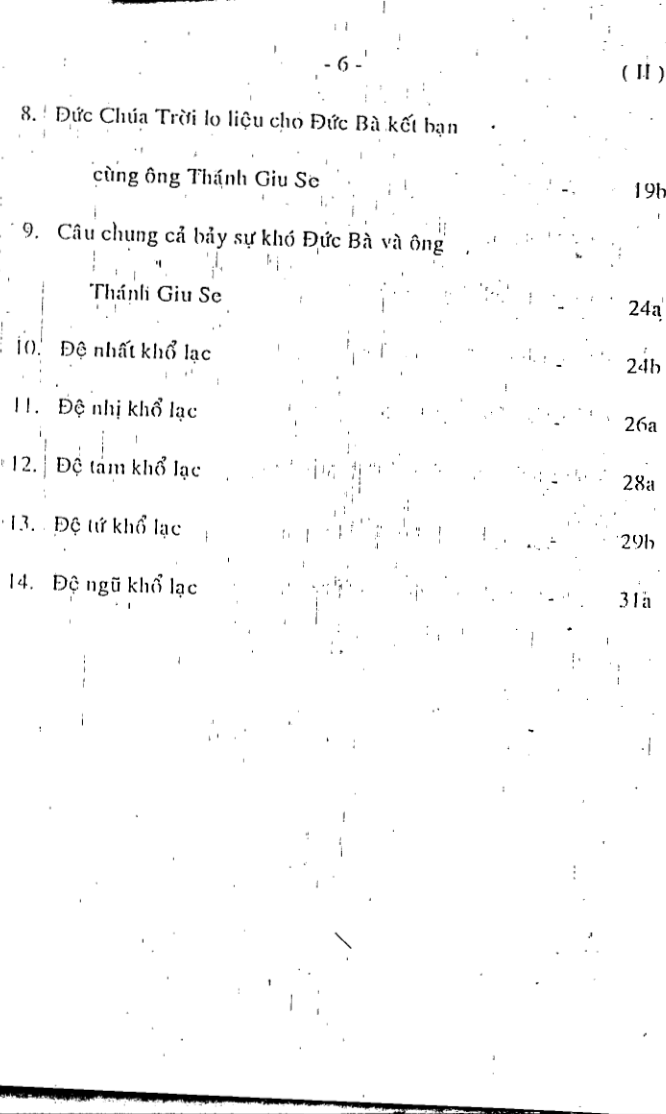 - 6 -
( II )
8. Đức Chúa Trời lo liệu cho Đức Bà kết bạn
cùng ông Thánh Giu Se - 19b
9. Câu chung cả bảy sự khó Đức Bà và ông
Thánh Giu Se - 24a
10. Đệ nhất khổ lạc - 24b
11. Đệ nhị khổ lạc 26a
12. Đệ tam khổ lạc - 28a
13. Đệ tứ khổ lạc - 29b
14. Đệ ngũ khổ lạc - 31a